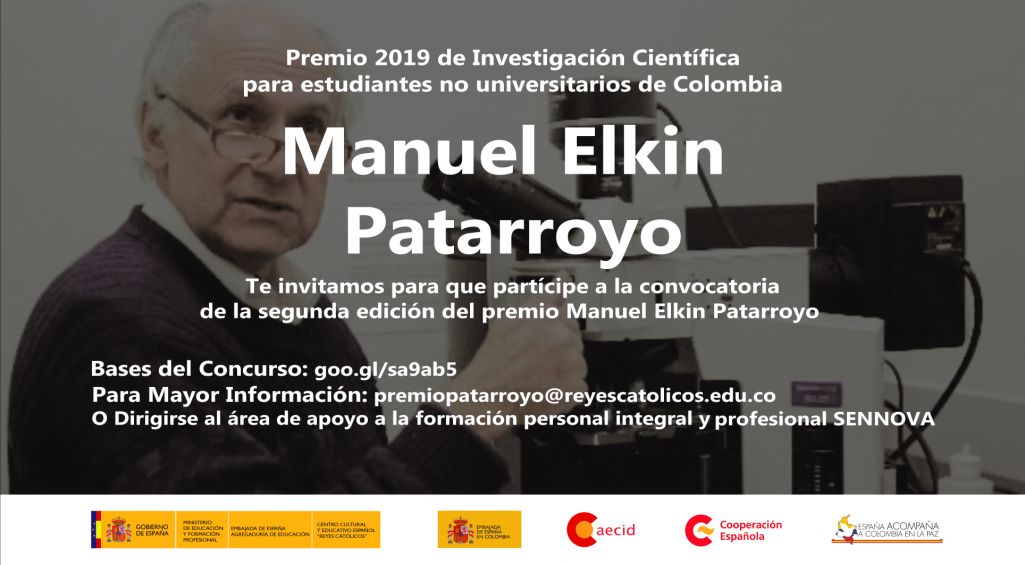 Premio 2019 de Investigación Científica
para estudiantes no universitarios de Colombia
Manuel Elkin
Patarroyo
Te invitamos para que partícipe a la convocatoria
de la segunda edición del premio Manuel Elkin Patarroyo
Bases del Concurso: goo.gl/sa9ab5
Para Mayor Información: premiopatarroyo@reyescatolicos.edu.co
O Dirigirse al área de apoyo a la formación personal integral y profesional SENNOVA
GOBIERNO
DE ESPAÑA
MINISTERIO
DE EDUCACIÓN
Y FORMACIÓN
PROFESIONAL
EMBAJADA DE ESPAÑA
AGREGADURÍA DE EDUCACIÓN
CENTRO CULTURAL
Y EDUCATIVO ESPAÑOL
"REYES CATÓLICOS"
EMBAJADA
DE ESPAÑA
EN COLOMBIA
aecid
Cooperación
Española
ESPAÑA ACOMPAÑA
A COLOMBIA EN LA PAZ